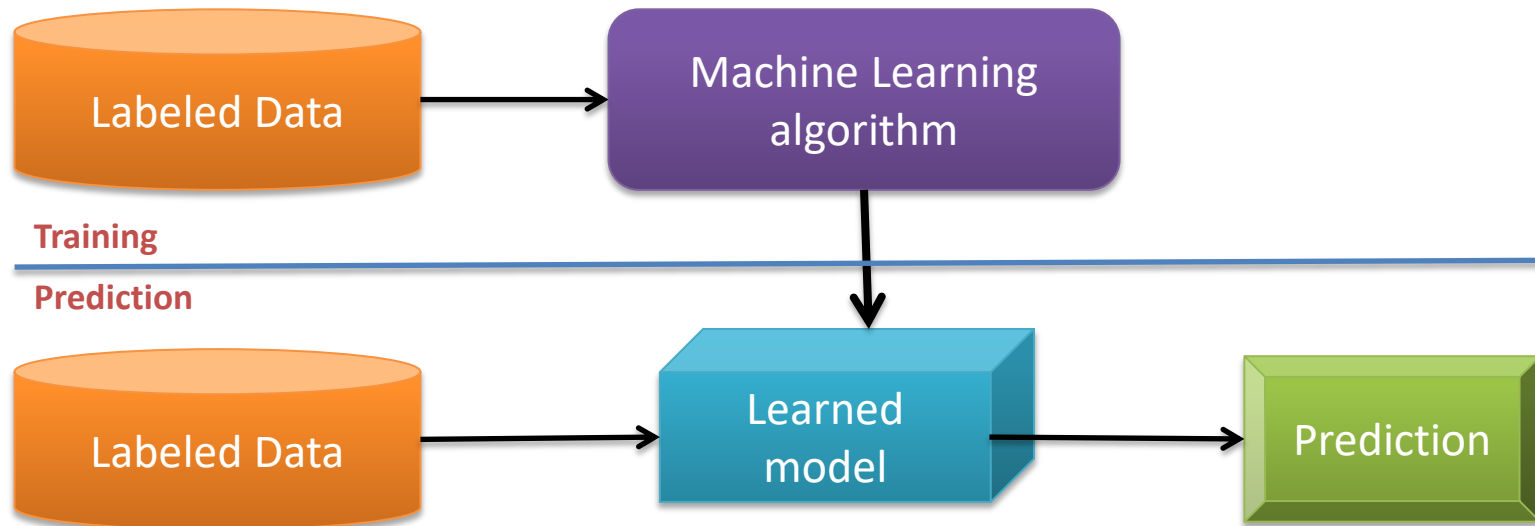 Labeled Data
Machine Learning
algorithm
Training
Prediction
Labeled Data
Learned
model
Prediction